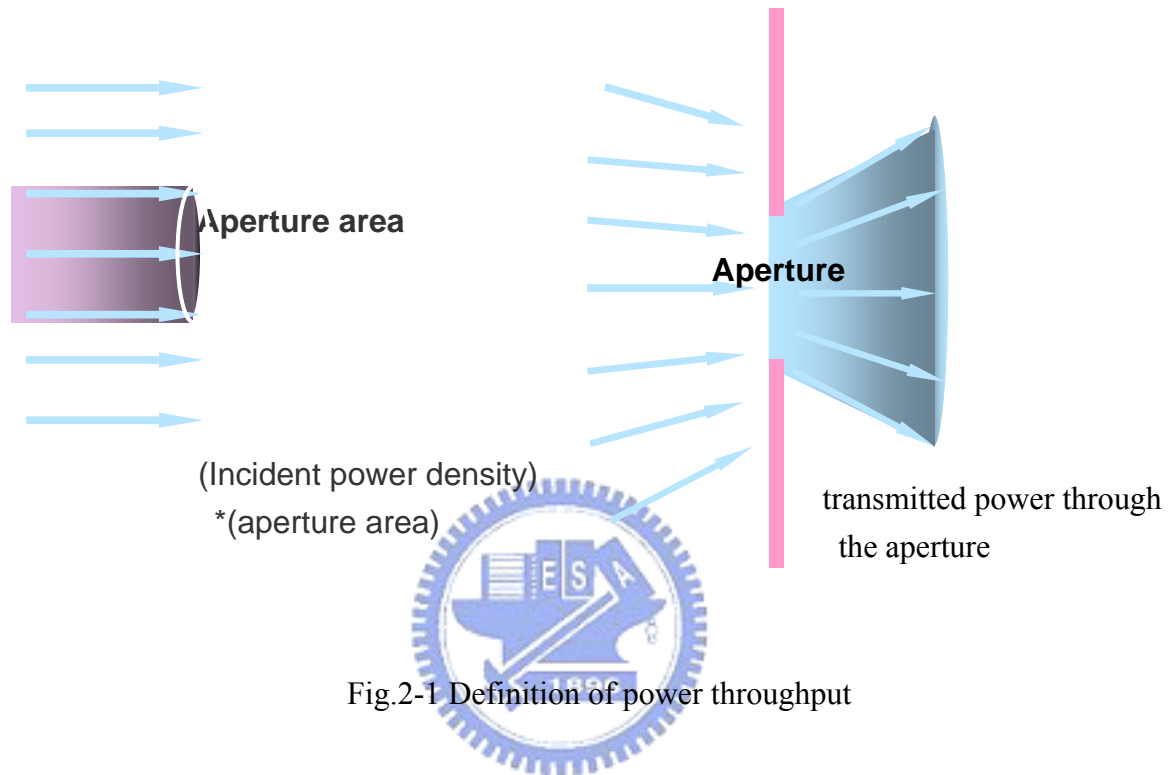 Aperture area
Aperture
(Incident power density)
*(aperture area)
transmitted power through
the aperture
E S A
1896
Fig.2-1 Definition of power throughput